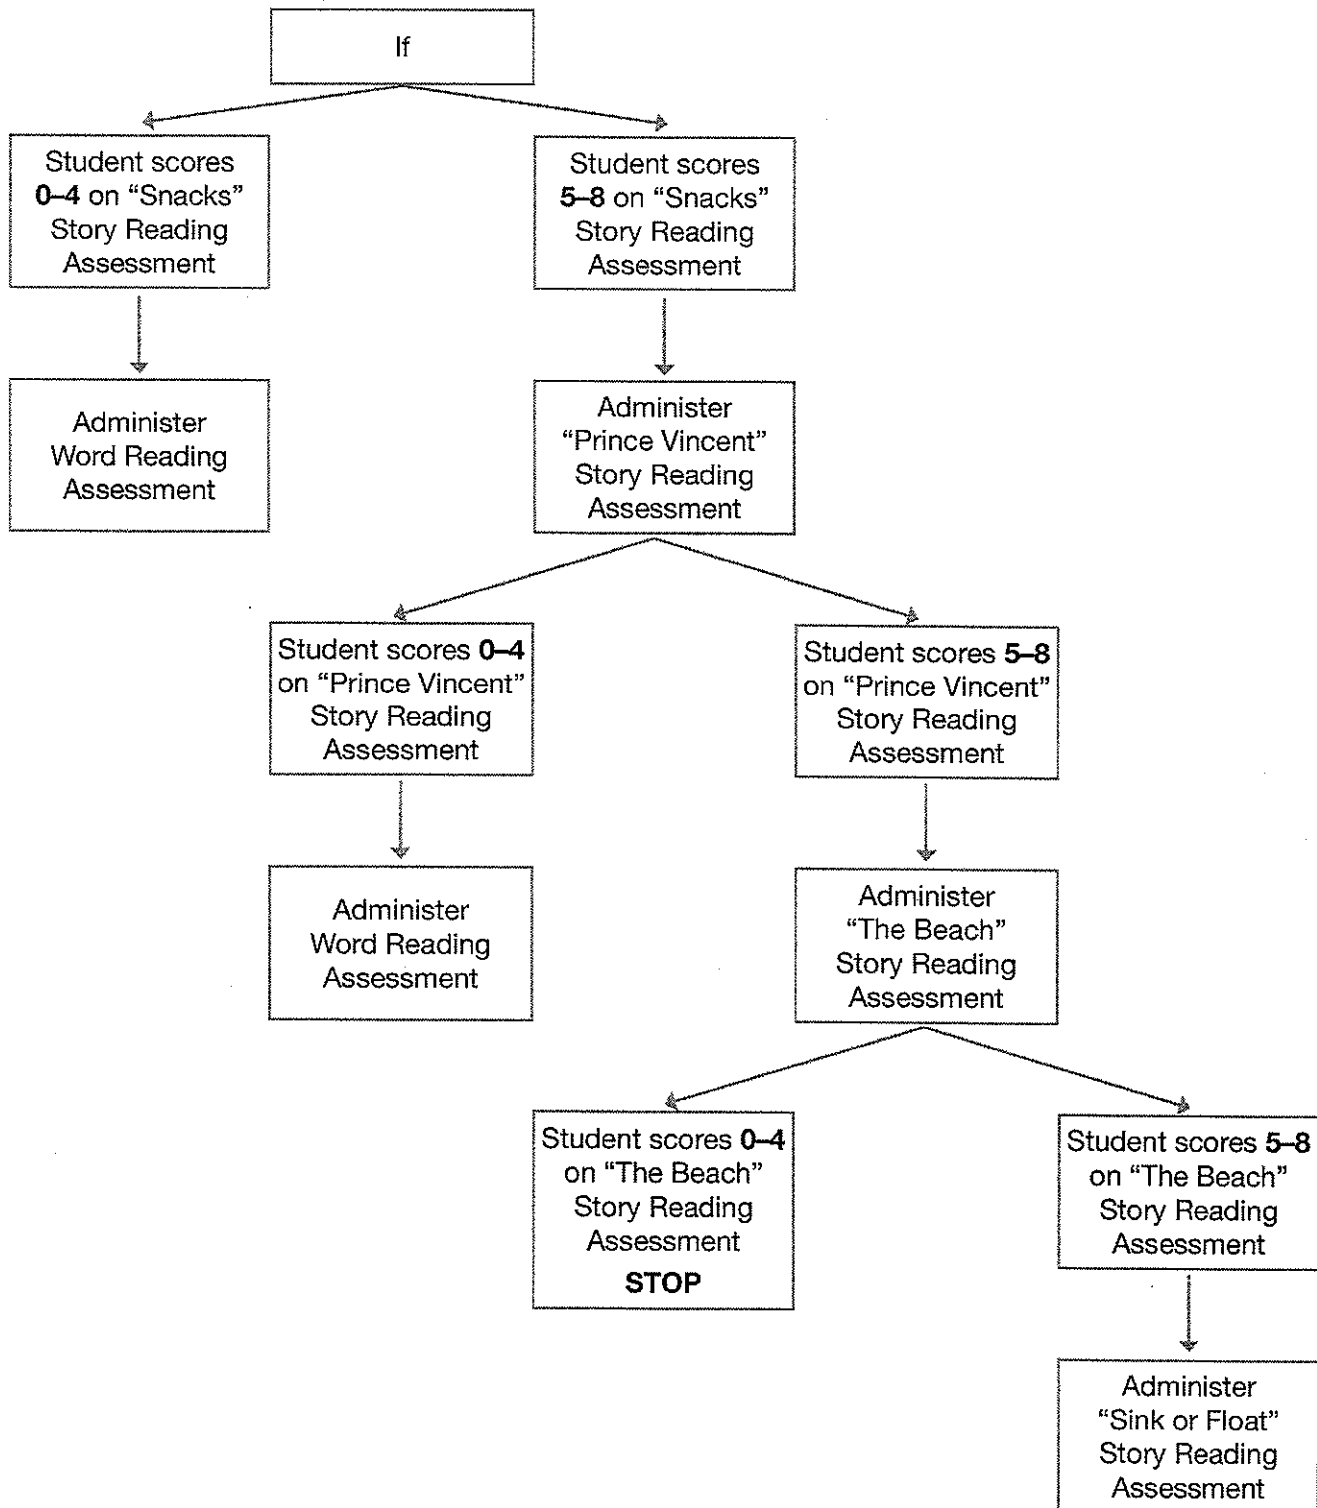 If
Student scores
0–4 on “Snacks”
Story Reading
Assessment
Student scores
5–8 on “Snacks”
Story Reading
Assessment
Administer
Word Reading
Assessment
Administer
“Prince Vincent”
Story Reading
Assessment
Student scores 0–4
on “Prince Vincent”
Story Reading
Assessment
Student scores 5–8
on “Prince Vincent”
Story Reading
Assessment
Administer
Word Reading
Assessment
Administer
“The Beach”
Story Reading
Assessment
Student scores 0–4
on “The Beach”
Story Reading
Assessment
STOP
Student scores 5–8
on “The Beach”
Story Reading
Assessment
Administer
“Sink or Float”
Story Reading
Assessment